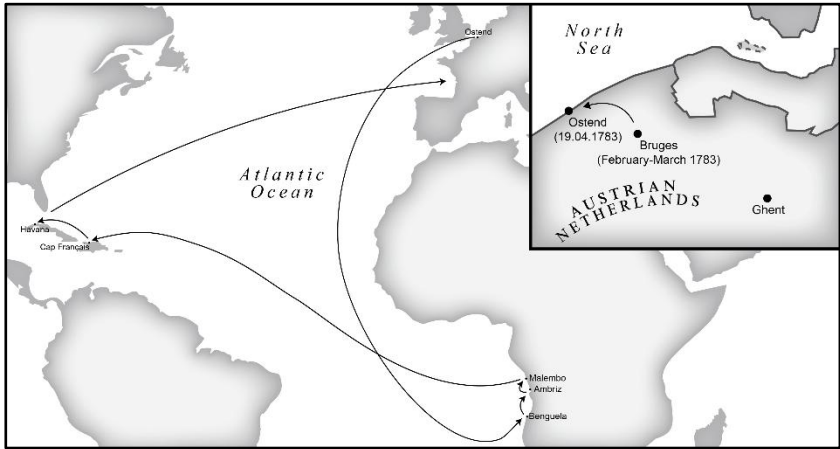 Ostend
Atlantic
Ocean
Havana
Cap Français
Malembo
Ambriz
Benguela
North
Sea
Ostend
(19.04.1783)
Bruges
(February-March 1783)
AUSTRIAN
NETHERLANDS
Ghent